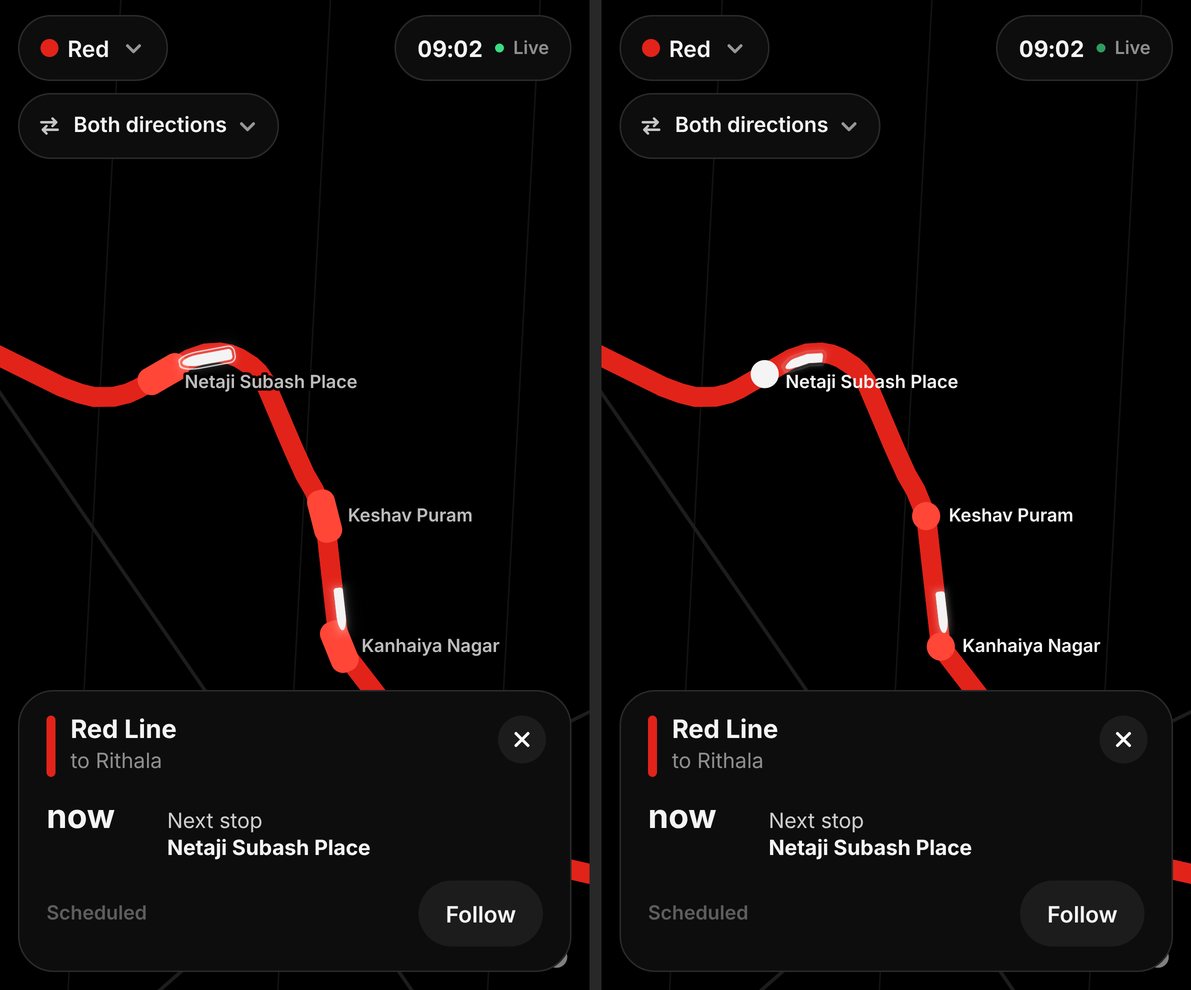 Red
09:02 Live
Both directions
Netaji Subash Place
Keshav Puram
Kanhaiya Nagar
Red Line
to Rithala
now
Next stop
Netaji Subash Place
Scheduled
Follow
Red
09:02 Live
Both directions
Netaji Subash Place
Keshav Puram
Kanhaiya Nagar
Red Line
to Rithala
now
Next stop
Netaji Subash Place
Scheduled
Follow